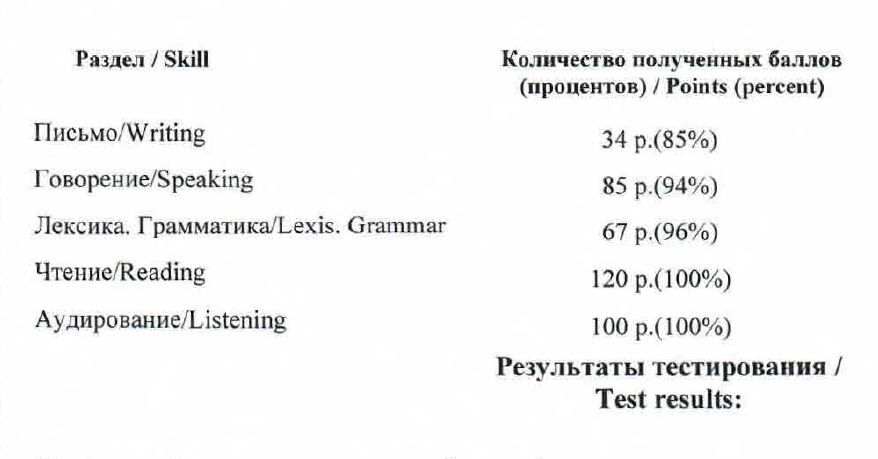 Раздел / Skill
Количество полученных баллов
(процентов) / Points (percent)
Письмо/Writing
34 р.(85%)
Говорение/Speaking
85 р.(94%)
Лексика. Грамматика/Lexis. Grammar
67 р.(96%)
Чтение/Reading
120 р.(100%)
Аудирование/Listening
100 р.(100%)
Результаты тестирования /
Test results: